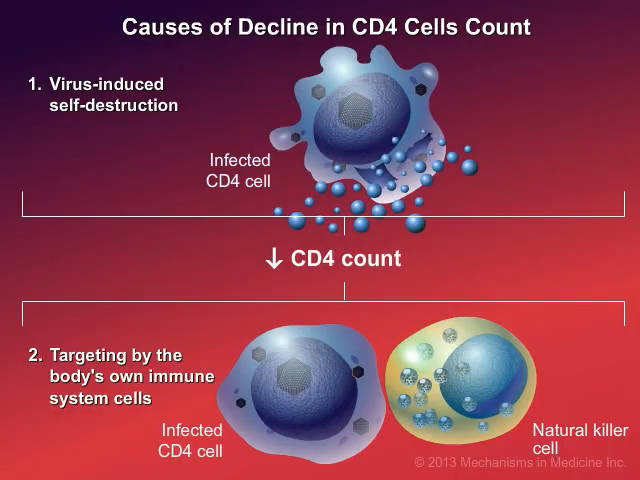 Causes of Decline in CD4 Cells Count
1. Virus-induced
self-destruction
Infected
CD4 cell
↓ CD4 count
2. Targeting by the
body's own immune
system cells
Infected
CD4 cell
Natural killer
cell
© 2013 Mechanisms in Medicine Inc.